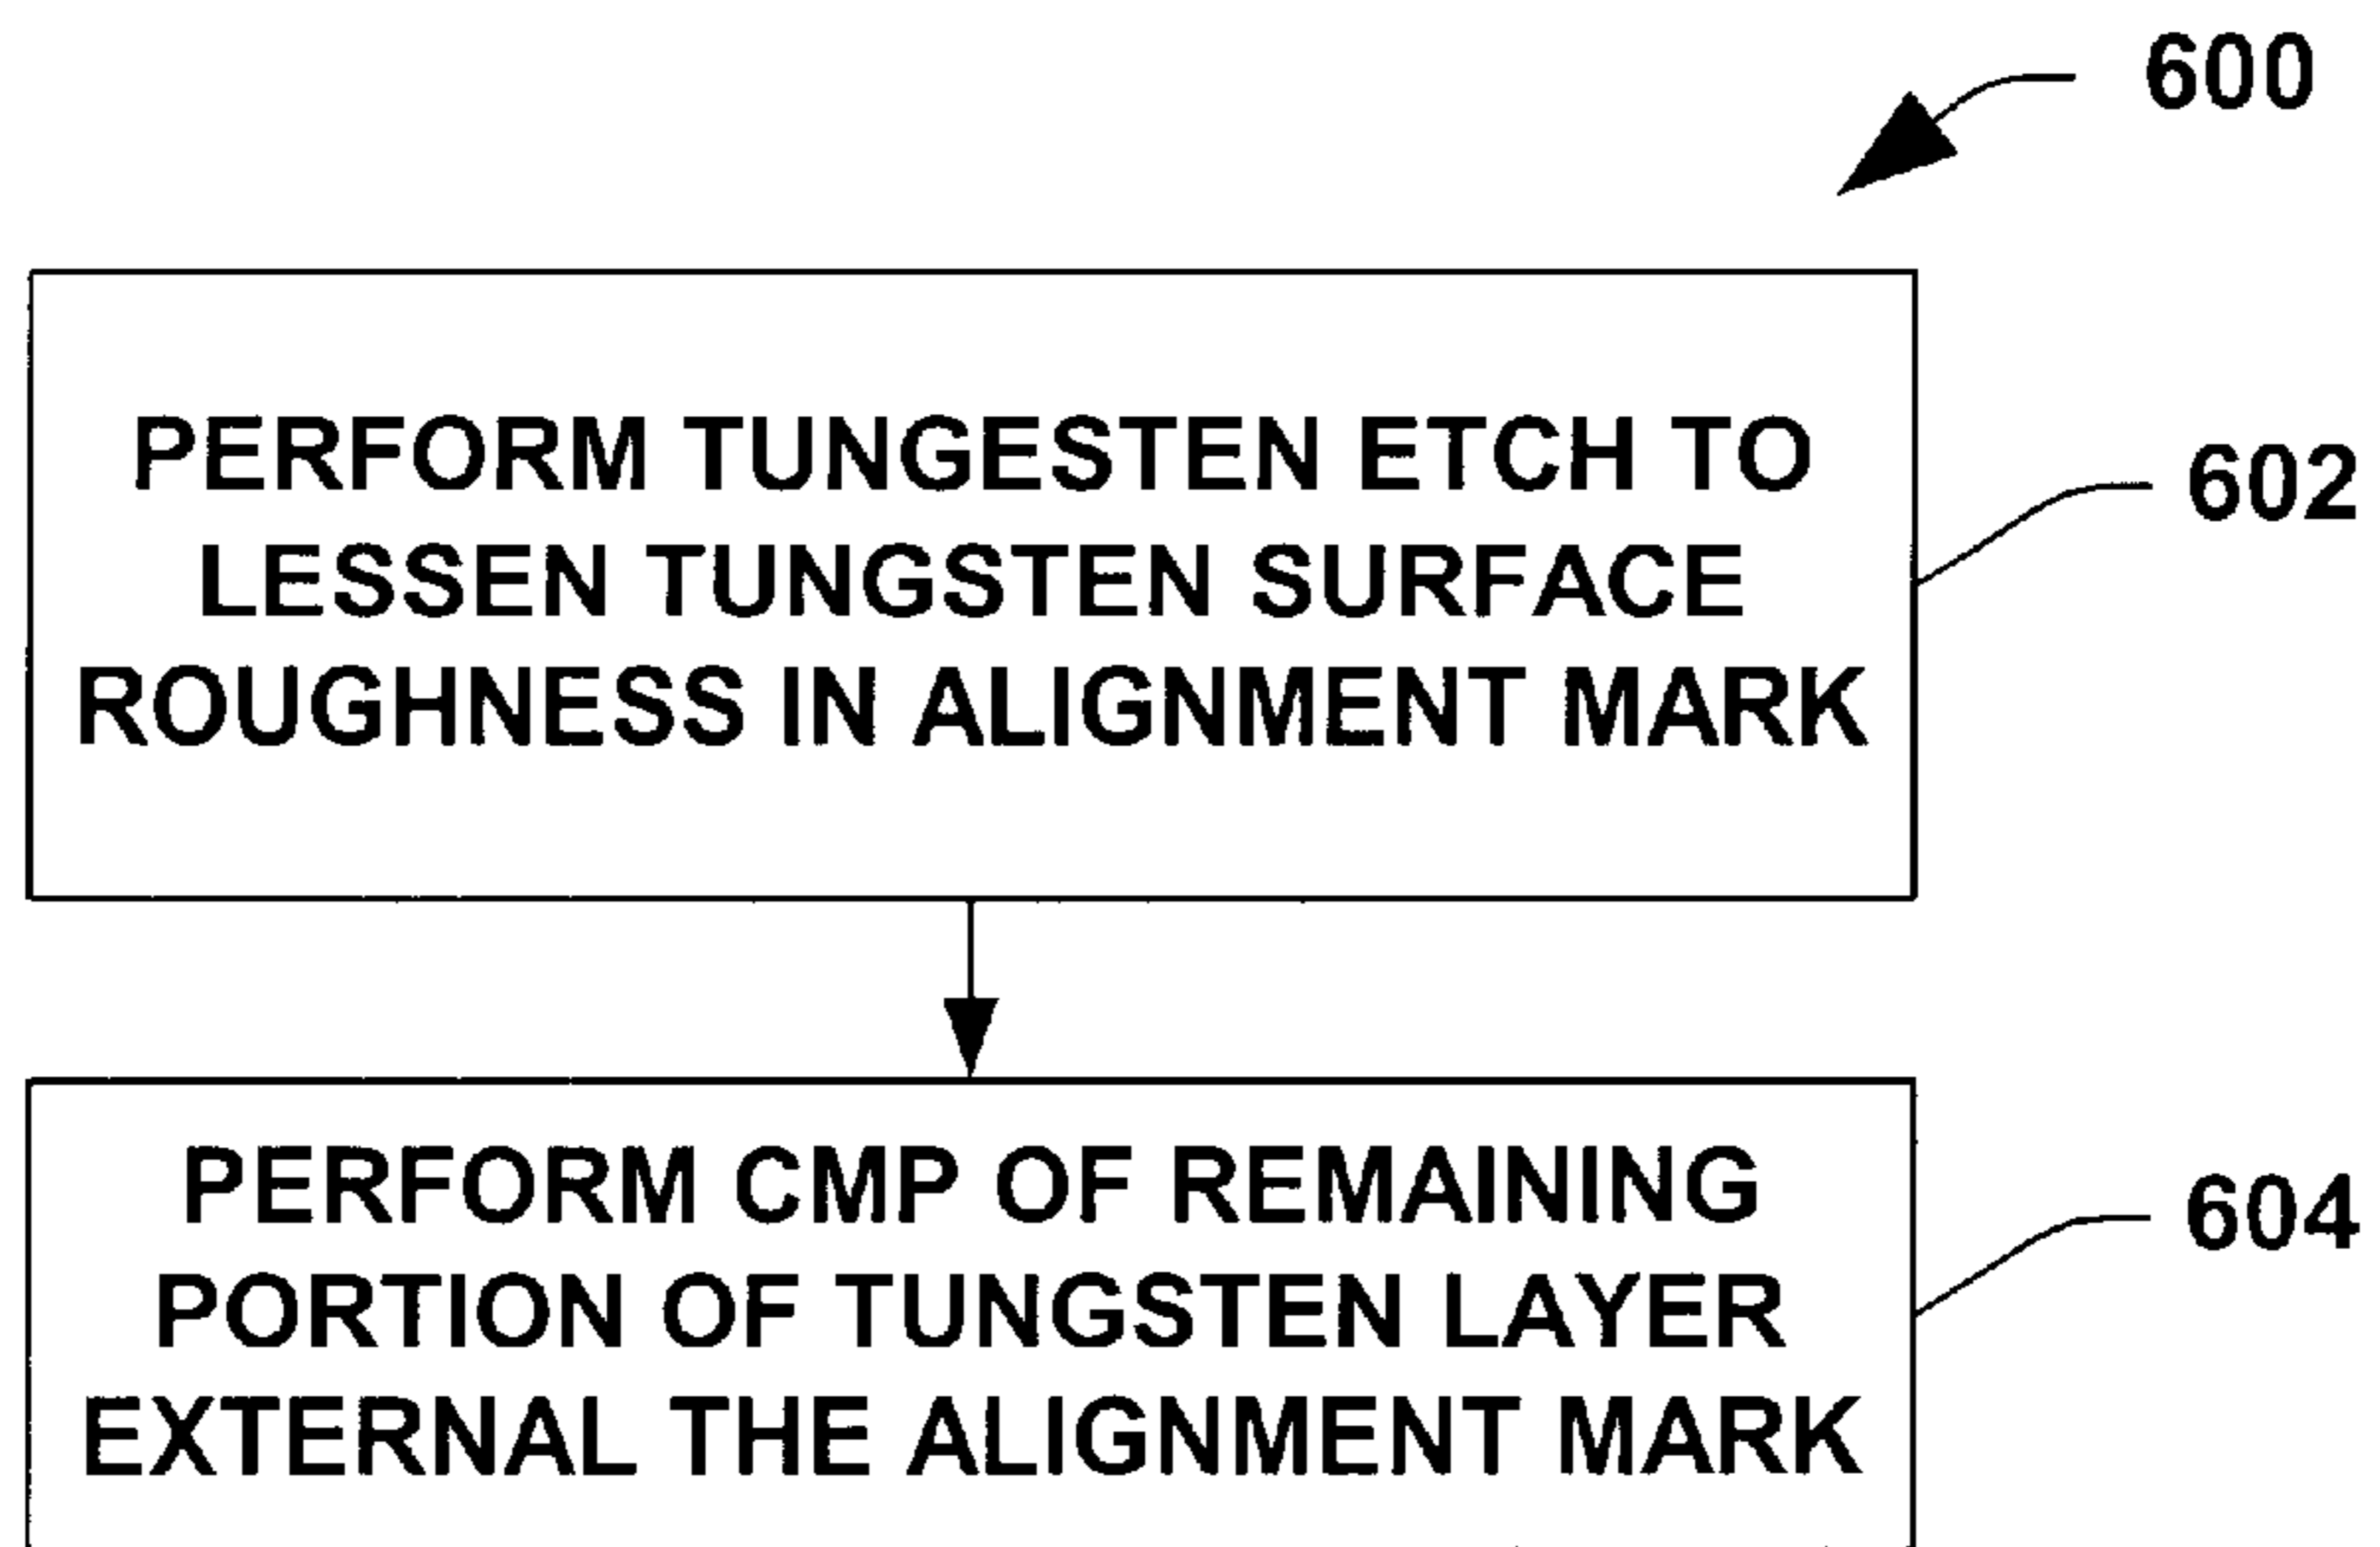 600
PERFORM TUNGESTEN ETCH TO
LESSEN TUNGSTEN SURFACE
ROUGHNESS IN ALIGNMENT MARK
602
PERFORM CMP OF REMAINING
PORTION OF TUNGSTEN LAYER
EXTERNAL THE ALIGNMENT MARK
604